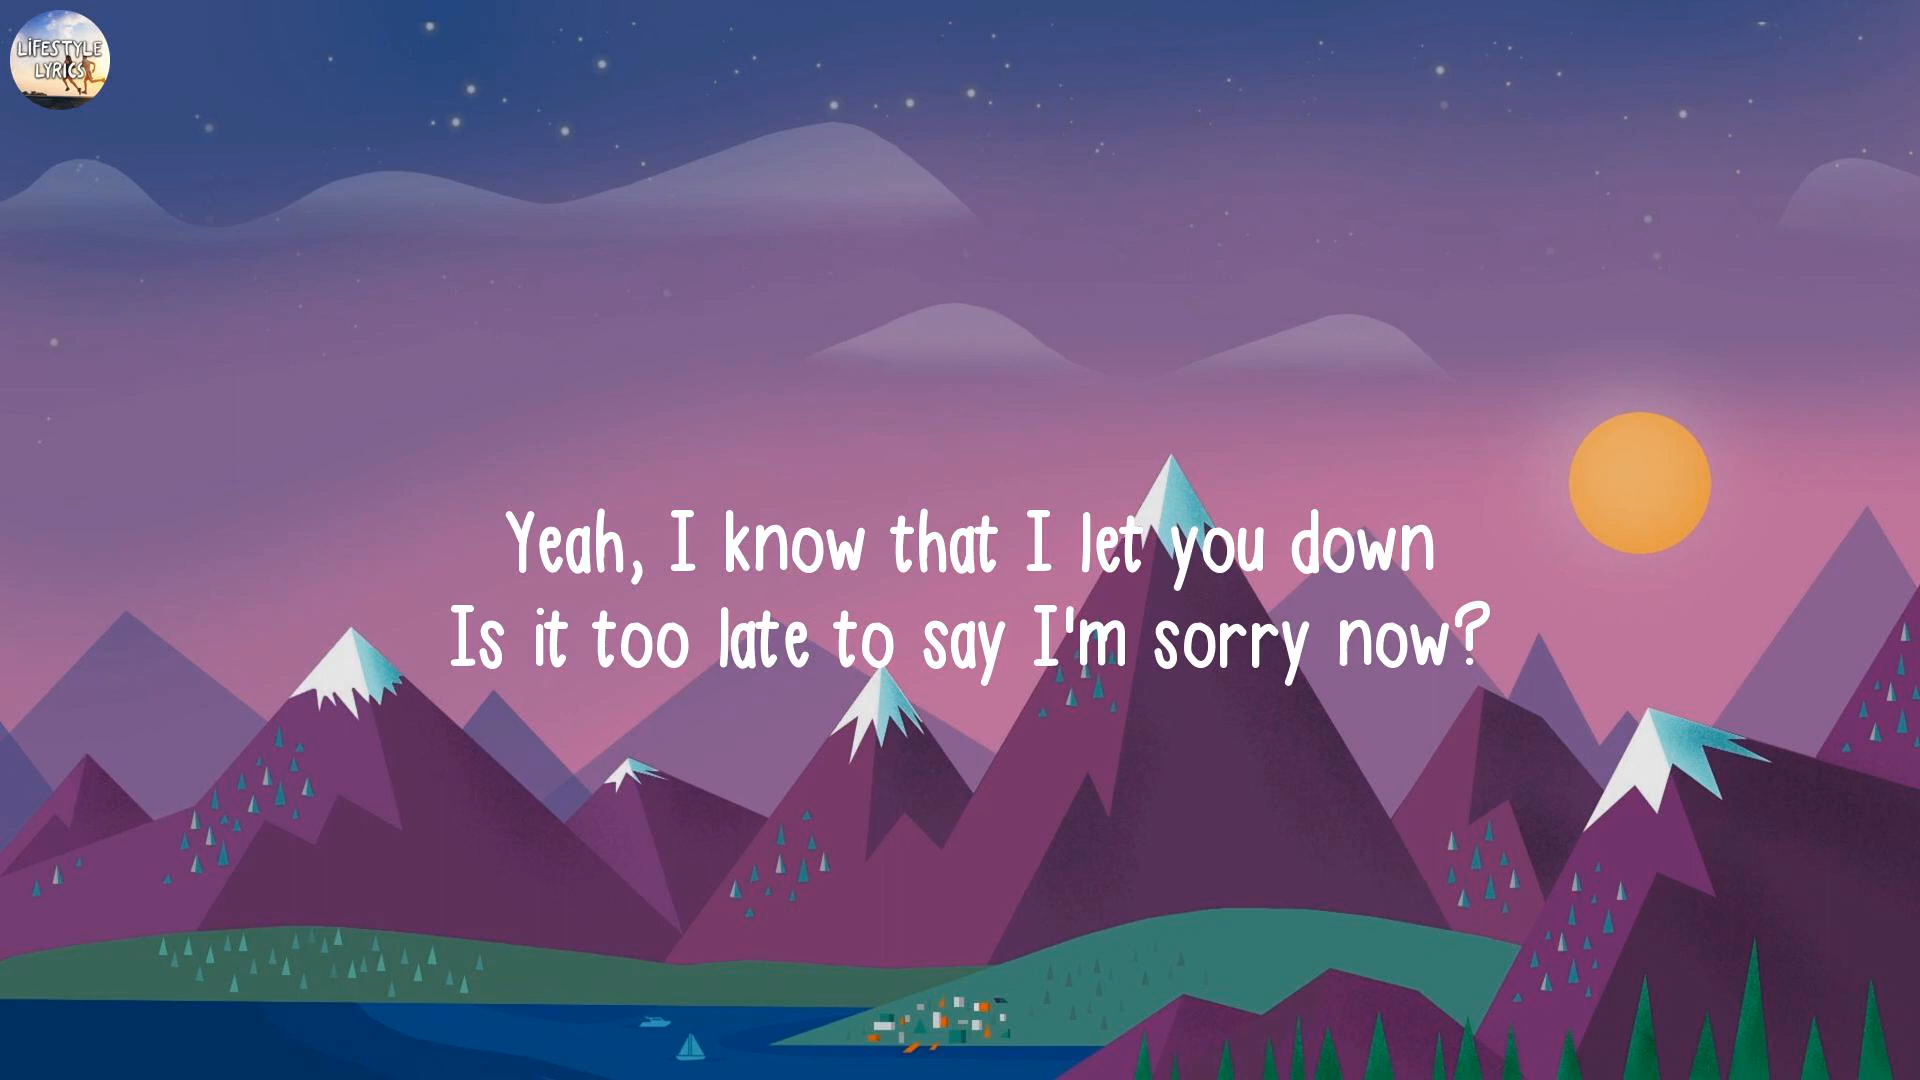 LiFESTYLE
LYRICS
Yeah, I know that I let you down
Is it too late to say I'm sorry now?